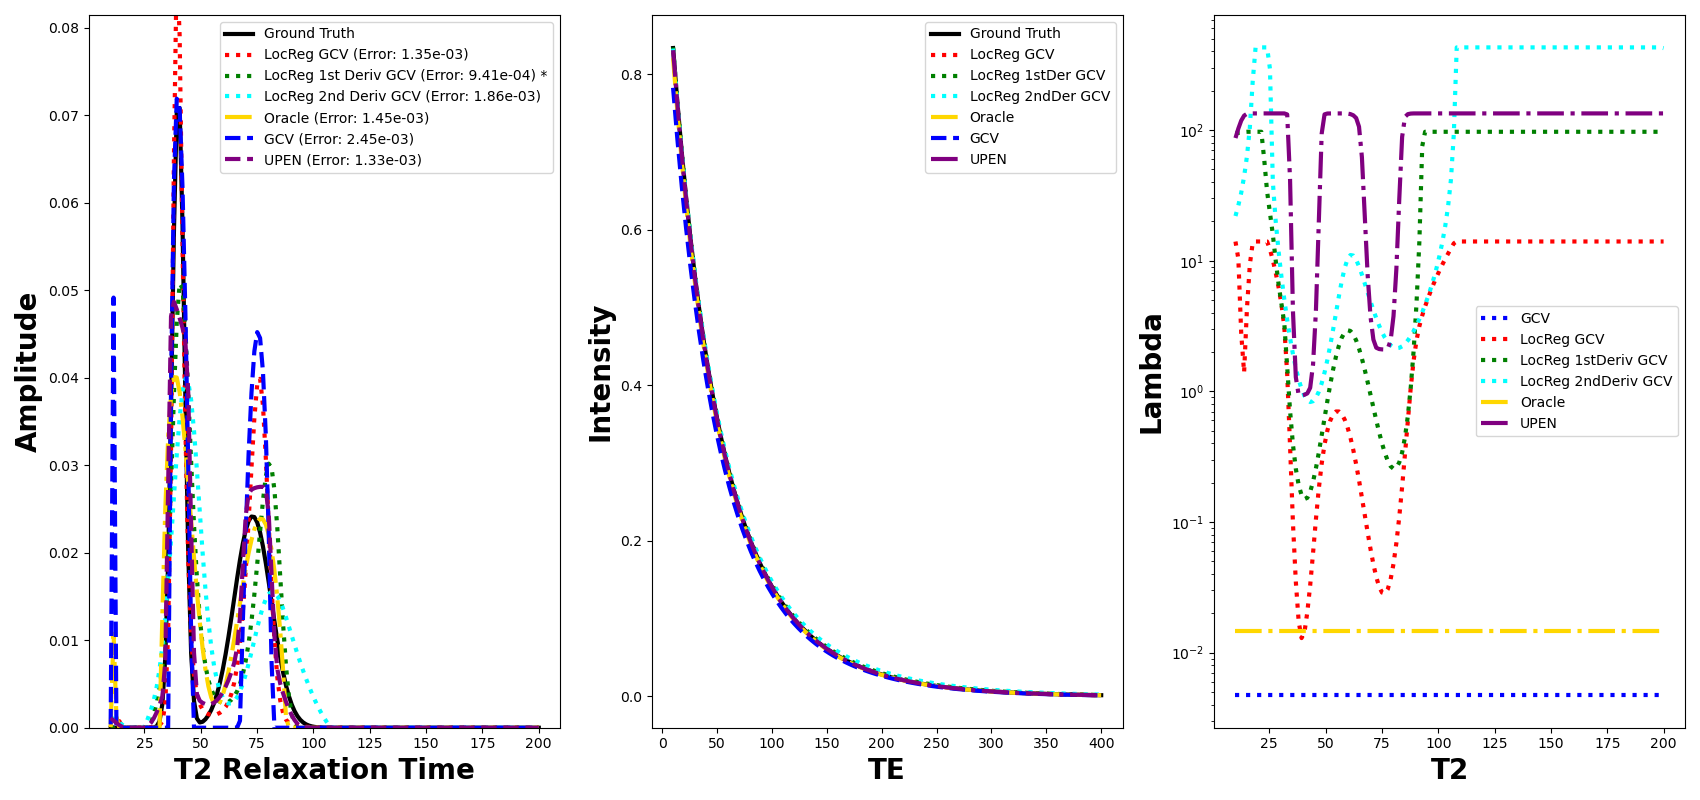 Amplitude
0.08
0.07
0.06
0.05
0.04
0.03
0.02
0.01
0.00
Ground Truth
LocReg GCV (Error: 1.35e-03)
LocReg 1st Deriv GCV (Error: 9.41e-04) *
LocReg 2nd Deriv GCV (Error: 1.86e-03)
Oracle (Error: 1.45e-03)
GCV (Error: 2.45e-03)
UPEN (Error: 1.33e-03)
25 50 75 100 125 150 175 200
T2 Relaxation Time
Intensity
0.8
0.6
0.4
0.2
0.0
Ground Truth
LocReg GCV
LocReg 1stDer GCV
LocReg 2ndDer GCV
Oracle
GCV
UPEN
0 50 100 150 200 250 300 350 400
TE
Lambda
10²
10¹
10⁰
10⁻¹
10⁻²
GCV
LocReg GCV
LocReg 1stDeriv GCV
LocReg 2ndDeriv GCV
Oracle
UPEN
25 50 75 100 125 150 175 200
T2